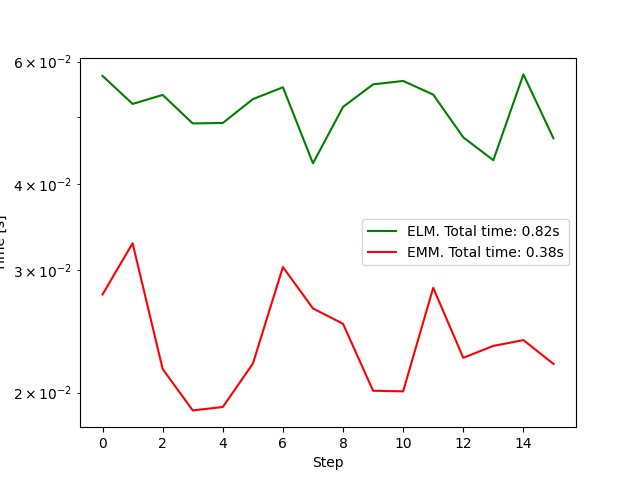 6 × 10⁻²
4 × 10⁻²
3 × 10⁻²
2 × 10⁻²
Time [s]
ELM. Total time: 0.82s
EMM. Total time: 0.38s
0 2 4 6 8 10 12 14
Step